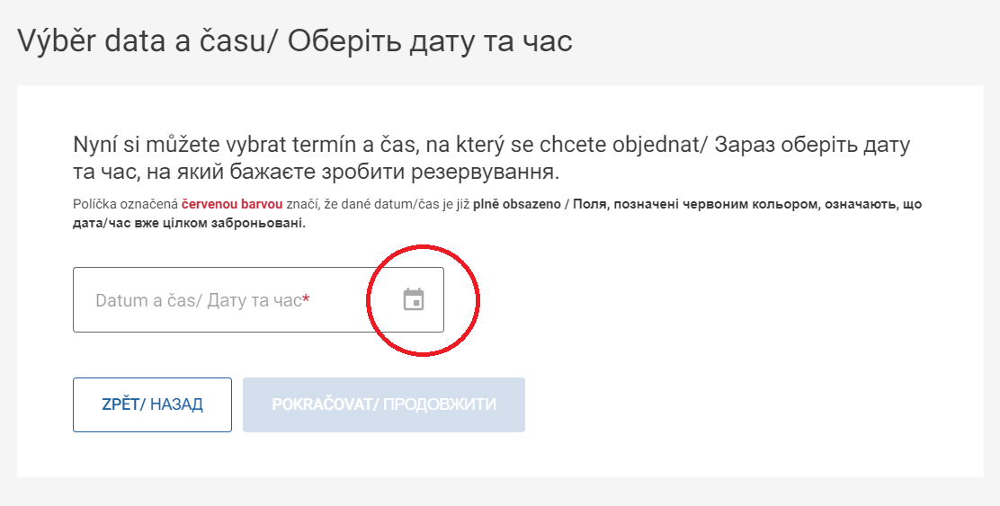 Výběr data a času/ Оберіть дату та час
Nyní si můžete vybrat termín a čas, na který se chcete objednat/ Зараз оберіть дату
та час, на який бажаєте зробити резервування.
Políčka označená červenou barvou značí, že dané datum/čas je již plně obsazeno / Поля, позначені червоним кольором, означають, що
дата/час вже цілком заброньовані.
Datum a čas/ Дату та час*
ZPĚT/ НАЗАД
POKRAČOVAT/ ПРОДОВЖИТИ